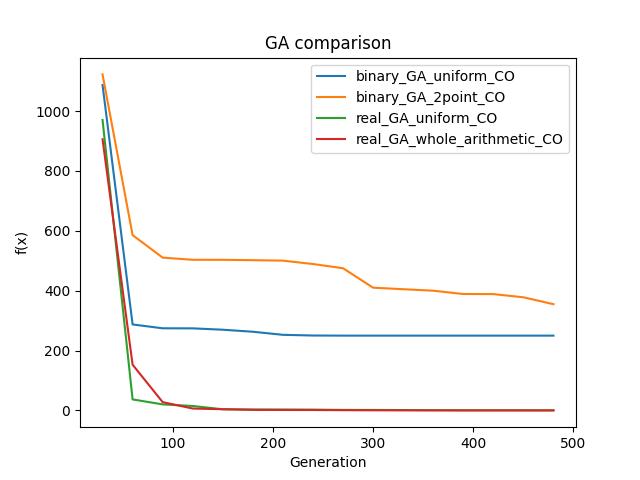 GA comparison
binary_GA_uniform_CO
binary_GA_2point_CO
real_GA_uniform_CO
real_GA_whole_arithmetic_CO
f(x)
1000
800
600
400
200
0
100 200 300 400 500
Generation